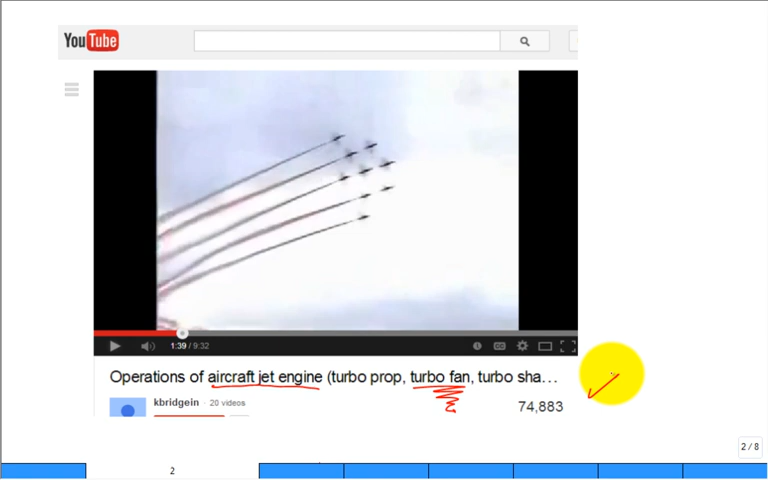 YouTube
1:39 / 9:32
Operations of aircraft jet engine (turbo prop, turbo fan, turbo sha…
kbridgein · 20 videos
74,883
2 / 8
2